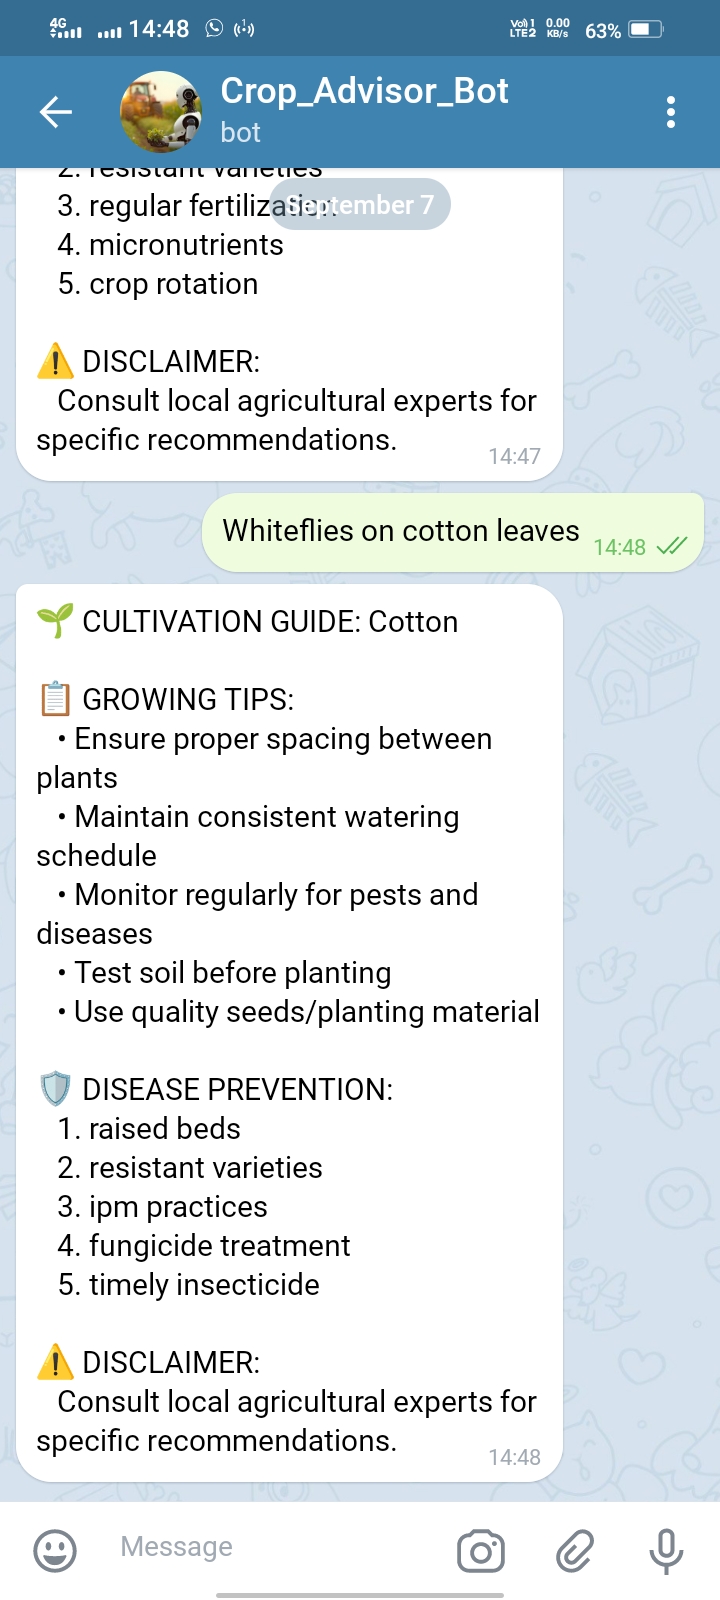 4G 14:48 Vo)) 1 LTE2 0.00 KB/s 63%
Crop_Advisor_Bot
bot
2. resistant varieties
September 7
3. regular fertilization
4. micronutrients
5. crop rotation
⚠️ DISCLAIMER:
Consult local agricultural experts for
specific recommendations.
14:47
Whiteflies on cotton leaves
14:48
🌱 CULTIVATION GUIDE: Cotton
📋 GROWING TIPS:
• Ensure proper spacing between
plants
• Maintain consistent watering
schedule
• Monitor regularly for pests and
diseases
• Test soil before planting
• Use quality seeds/planting material
🛡️ DISEASE PREVENTION:
1. raised beds
2. resistant varieties
3. ipm practices
4. fungicide treatment
5. timely insecticide
⚠️ DISCLAIMER:
Consult local agricultural experts for
specific recommendations.
14:48
Message